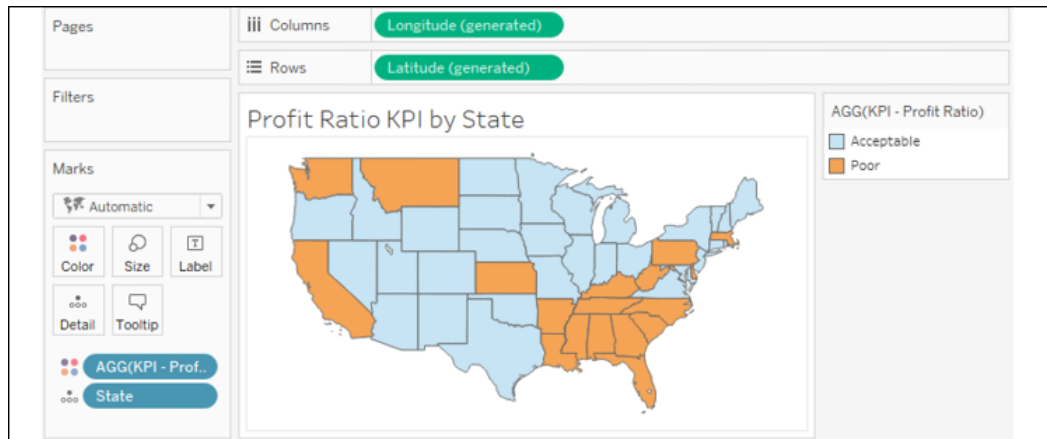 Pages
iii Columns
Longitude (generated)
Rows
Latitude (generated)
Filters
Profit Ratio KPI by State
AGG(KPI - Profit Ratio)
Acceptable
Poor
Marks
Automatic
Color
Size
T
Label
Detail
Tooltip
AGG(KPI - Prof..
State